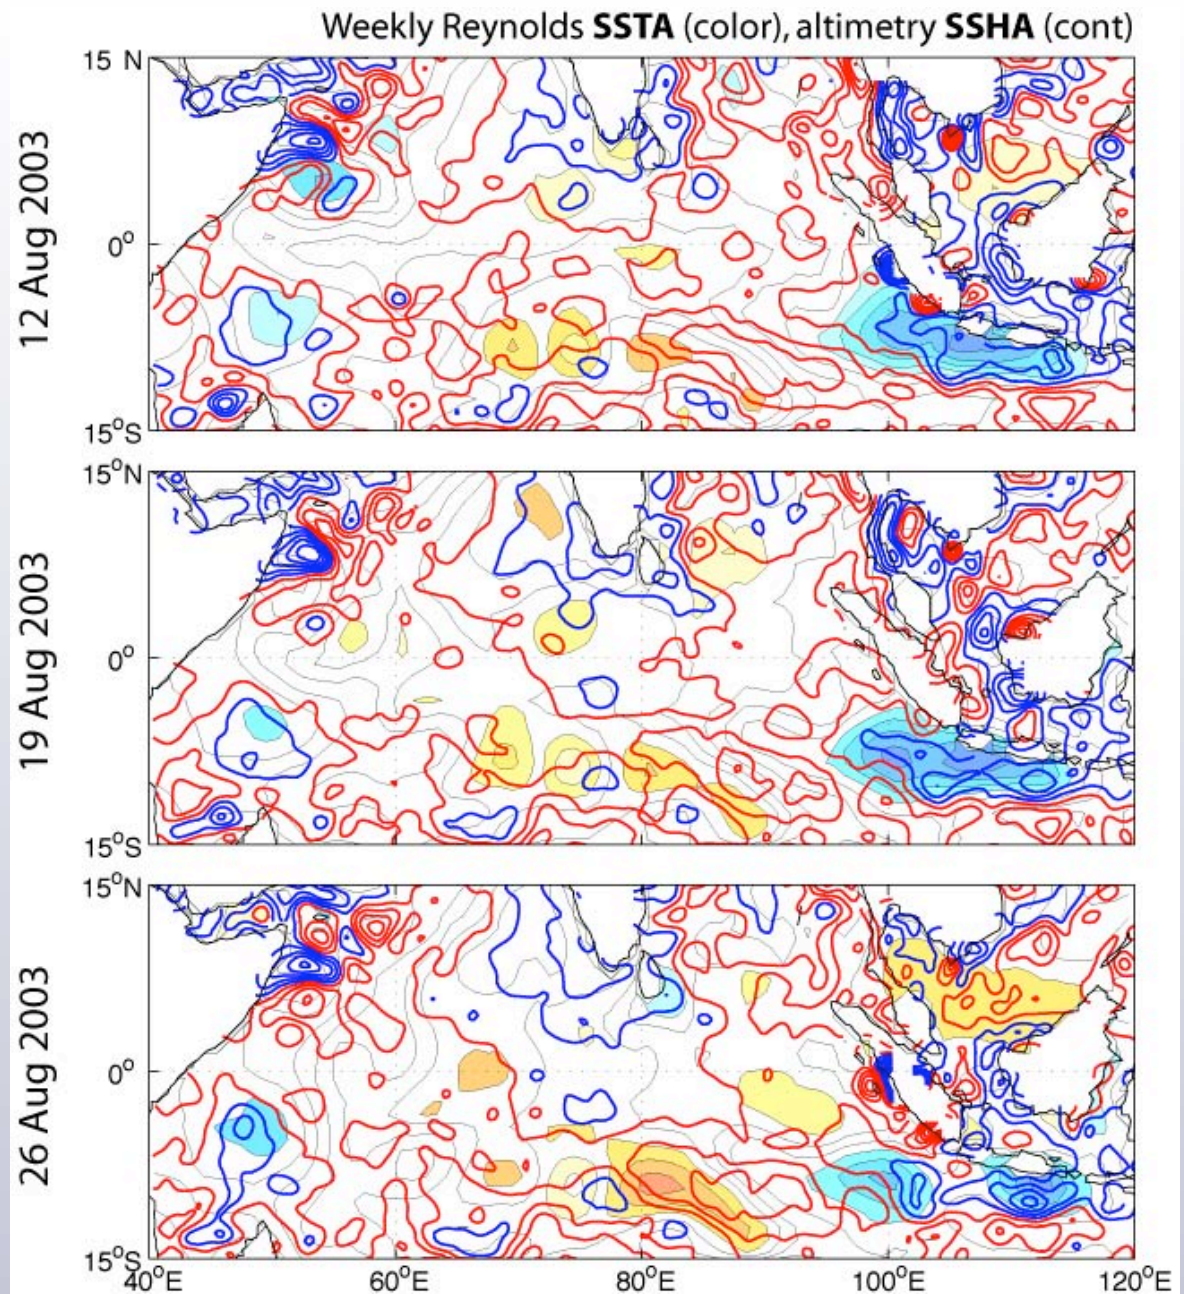 Weekly Reynolds SSTA (color), altimetry SSHA (cont)
15 N
12 Aug 2003
0°
15°S
15°N
19 Aug 2003
0°
15°S
15°N
26 Aug 2003
0°
15°S
40°E 60°E 80°E 100°E 120°E